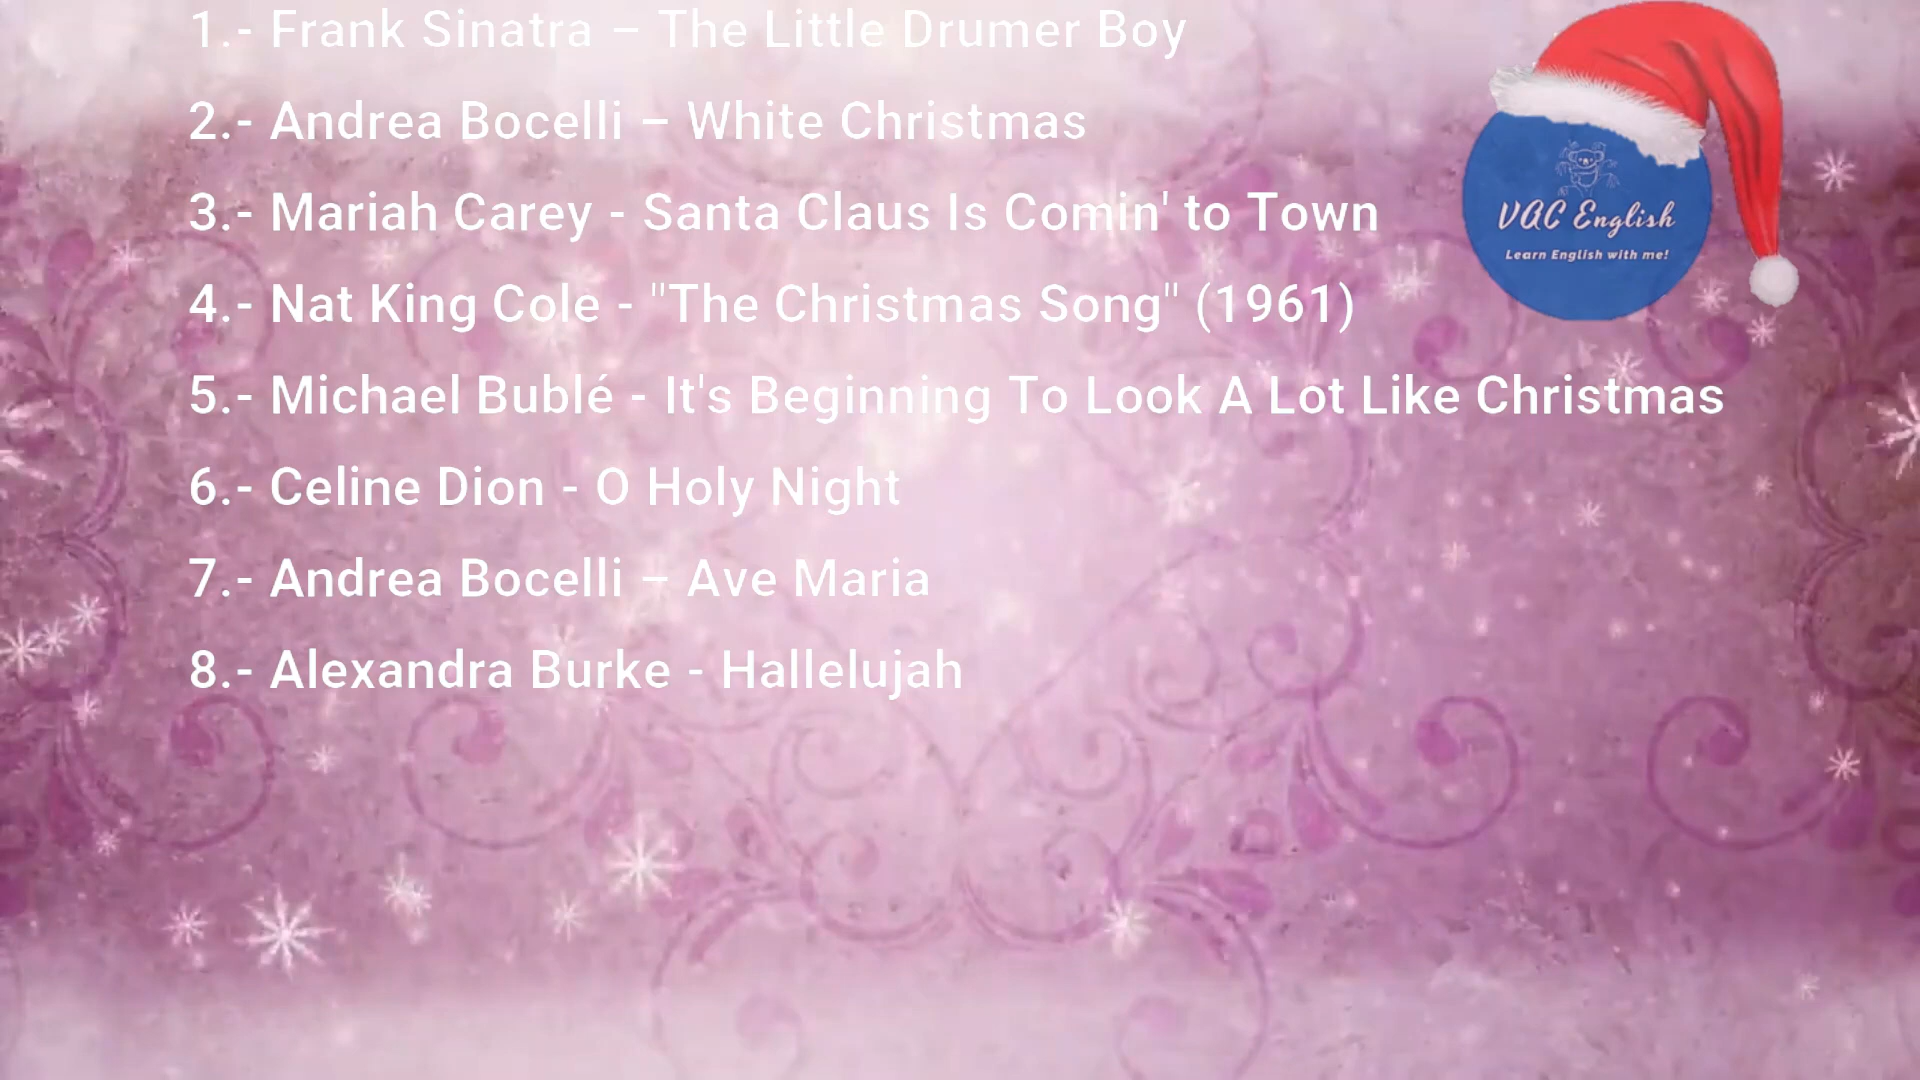 1.- Frank Sinatra – The Little Drumer Boy
2.- Andrea Bocelli – White Christmas
3.- Mariah Carey - Santa Claus Is Comin' to Town
4.- Nat King Cole - "The Christmas Song" (1961)
5.- Michael Bublé - It's Beginning To Look A Lot Like Christmas
6.- Celine Dion - O Holy Night
7.- Andrea Bocelli – Ave Maria
8.- Alexandra Burke - Hallelujah
VAC English
Learn English with me!